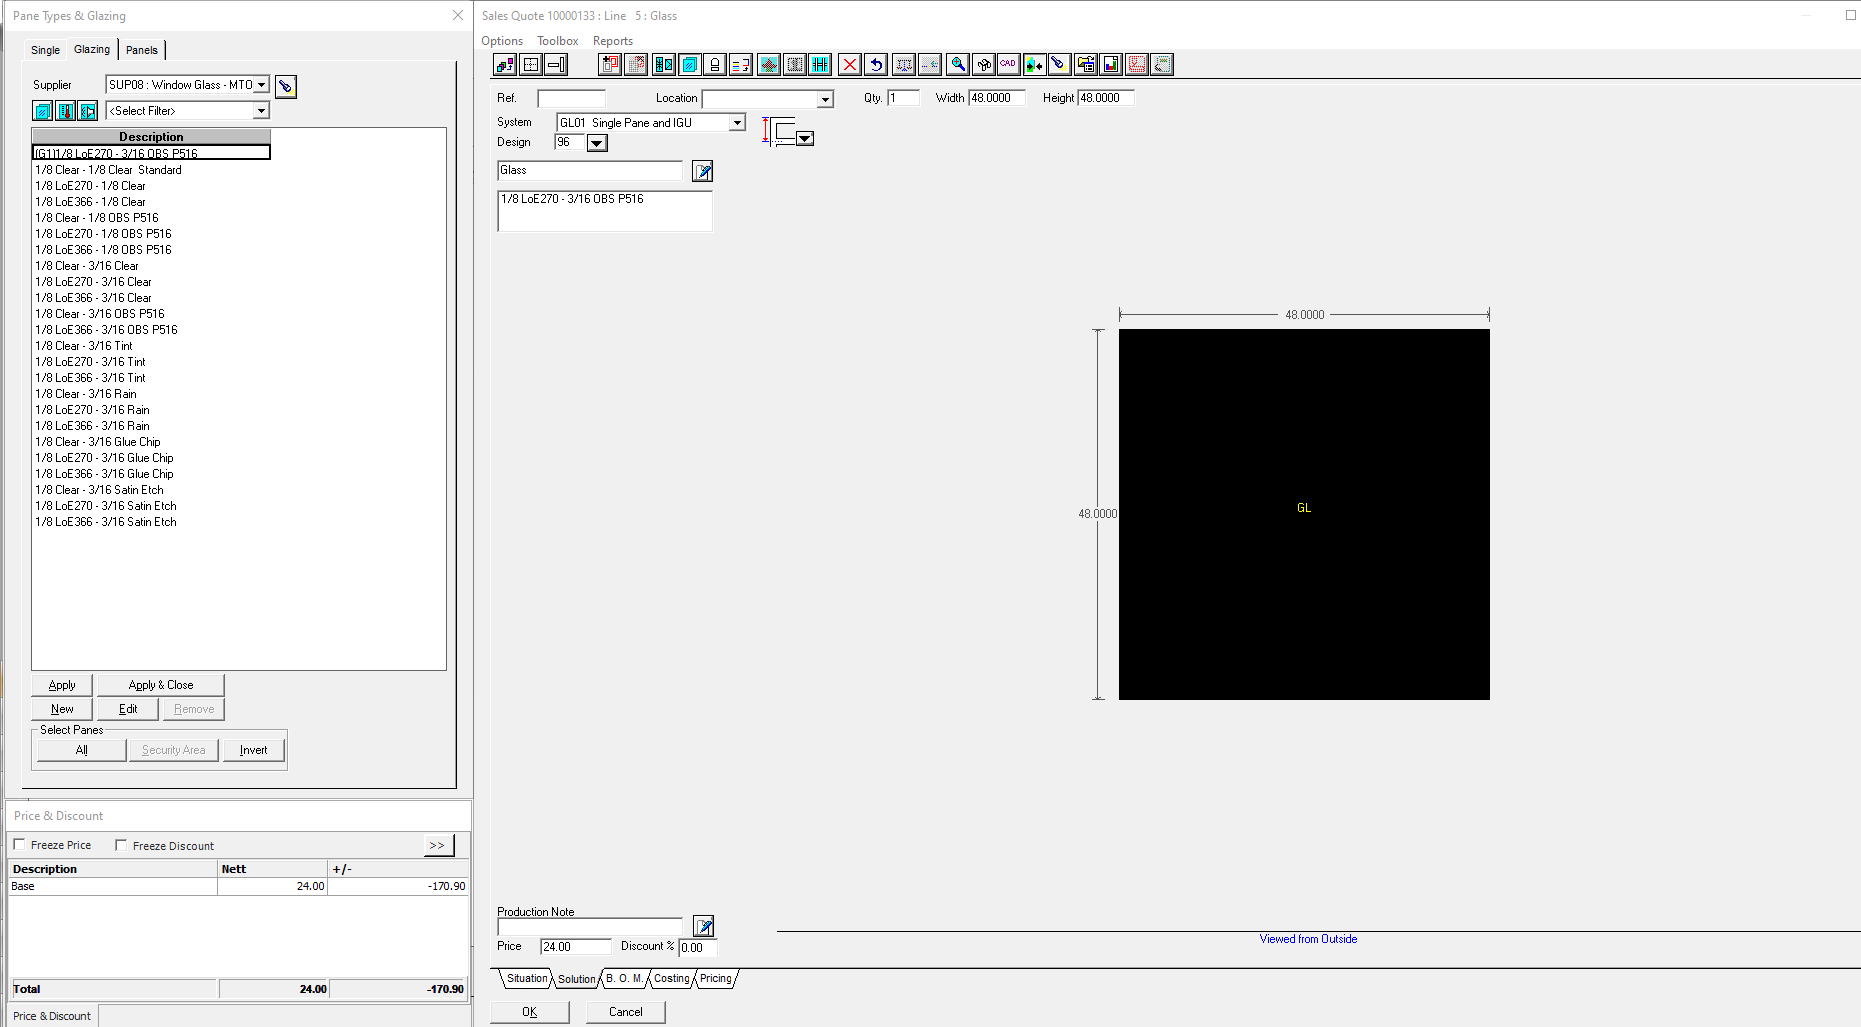 Pane Types & Glazing
Single Glazing Panels
Supplier SUP08 : Window Glass - MTO
<Select Filter>
Description
(G1)1/8 LoE270 - 3/16 OBS P516
1/8 Clear - 1/8 Clear Standard
1/8 LoE270 - 1/8 Clear
1/8 LoE366 - 1/8 Clear
1/8 Clear - 1/8 OBS P516
1/8 LoE270 - 1/8 OBS P516
1/8 LoE366 - 1/8 OBS P516
1/8 Clear - 3/16 Clear
1/8 LoE270 - 3/16 Clear
1/8 LoE366 - 3/16 Clear
1/8 Clear - 3/16 OBS P516
1/8 LoE366 - 3/16 OBS P516
1/8 Clear - 3/16 Tint
1/8 LoE270 - 3/16 Tint
1/8 LoE366 - 3/16 Tint
1/8 Clear - 3/16 Rain
1/8 LoE270 - 3/16 Rain
1/8 LoE366 - 3/16 Rain
1/8 Clear - 3/16 Glue Chip
1/8 LoE270 - 3/16 Glue Chip
1/8 LoE366 - 3/16 Glue Chip
1/8 Clear - 3/16 Satin Etch
1/8 LoE270 - 3/16 Satin Etch
1/8 LoE366 - 3/16 Satin Etch
Apply Apply & Close
New Edit Remove
Select Panes
All Security Area Invert
Price & Discount
Freeze Price Freeze Discount >>
Description Nett +/-
Base 24.00 -170.90
Total 24.00 -170.90
Price & Discount
Sales Quote 10000133 : Line 5 : Glass
Options Toolbox Reports
CAD
Ref. Location Qty. 1 Width 48.0000 Height 48.0000
System GL01 Single Pane and IGU
Design 96
Glass
1/8 LoE270 - 3/16 OBS P516
48.0000
48.0000
GL
Production Note
Price 24.00 Discount % 0.00
Viewed from Outside
Situation Solution B. O. M. Costing Pricing
OK Cancel